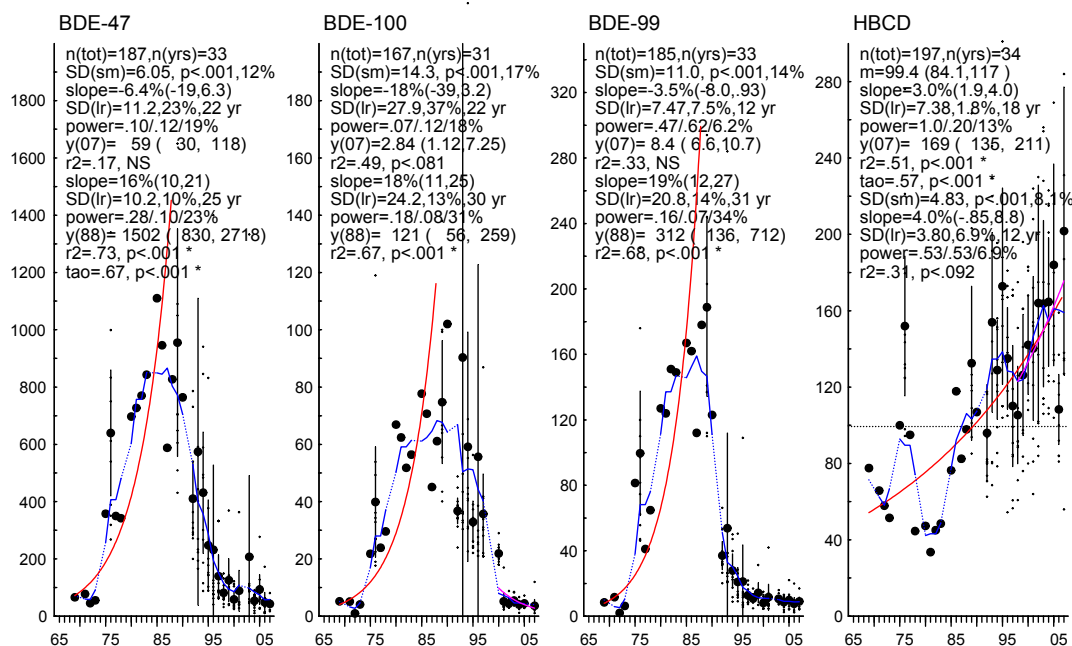 BDE-47
n(tot)=187,n(yrs)=33
SD(sm)=6.05, p<.001,12%
slope=-6.4%(-19,6.3)
SD(lr)=11.2,23%,22 yr
power=.10/.12/19%
y(07)= 59 ( 30, 118)
r2=.17, NS
slope=16%(10,21)
SD(lr)=10.2,10%,25 yr
power=.28/.10/23%
y(88)= 1502 ( 830, 2718)
r2=.73, p<.001 *
tao=.67, p<.001 *
1800
1600
1400
1200
1000
800
600
400
200
0
65 75 85 95 05
BDE-100
n(tot)=167,n(yrs)=31
SD(sm)=14.3, p<.001,17%
slope=-18%(-39,3.2)
SD(lr)=27.9,37%,22 yr
power=.07/.12/18%
y(07)=2.84 (1.12,7.25)
r2=.49, p<.081
slope=18%(11,25)
SD(lr)=24.2,13%,30 yr
power=.18/.08/31%
y(88)= 121 ( 56, 259)
r2=.67, p<.001 *
180
160
140
120
100
80
60
40
20
0
65 75 85 95 05
BDE-99
n(tot)=185,n(yrs)=33
SD(sm)=11.0, p<.001,14%
slope=-3.5%(-8.0,.93)
SD(lr)=7.47,7.5%,12 yr
power=.47/.62/6.2%
y(07)= 8.4 ( 6.6,10.7)
r2=.33, NS
slope=19%(12,27)
SD(lr)=20.8,14%,31 yr
power=.16/.07/34%
y(88)= 312 ( 136, 712)
r2=.68, p<.001 *
320
280
240
200
160
120
80
40
0
65 75 85 95 05
HBCD
n(tot)=197,n(yrs)=34
m=99.4 (84.1,117 )
slope=3.0%(1.9,4.0)
SD(lr)=7.38,1.8%,18 yr
power=1.0/.20/13%
y(07)= 169 ( 135, 211)
r2=.51, p<.001 *
tao=.57, p<.001 *
SD(sm)=4.83, p<.001,8.1%
slope=4.0%(-.85,8.8)
SD(lr)=3.80,6.9%,12 yr
power=.53/.53/6.9%
r2=.31, p<.092
280
240
200
160
120
80
40
0
65 75 85 95 05